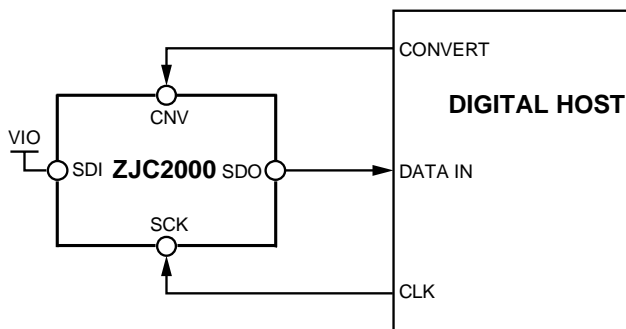 CONVERT
DIGITAL HOST
CNV
VIO
SDI ZJC2000 SDO
DATA IN
SCK
CLK